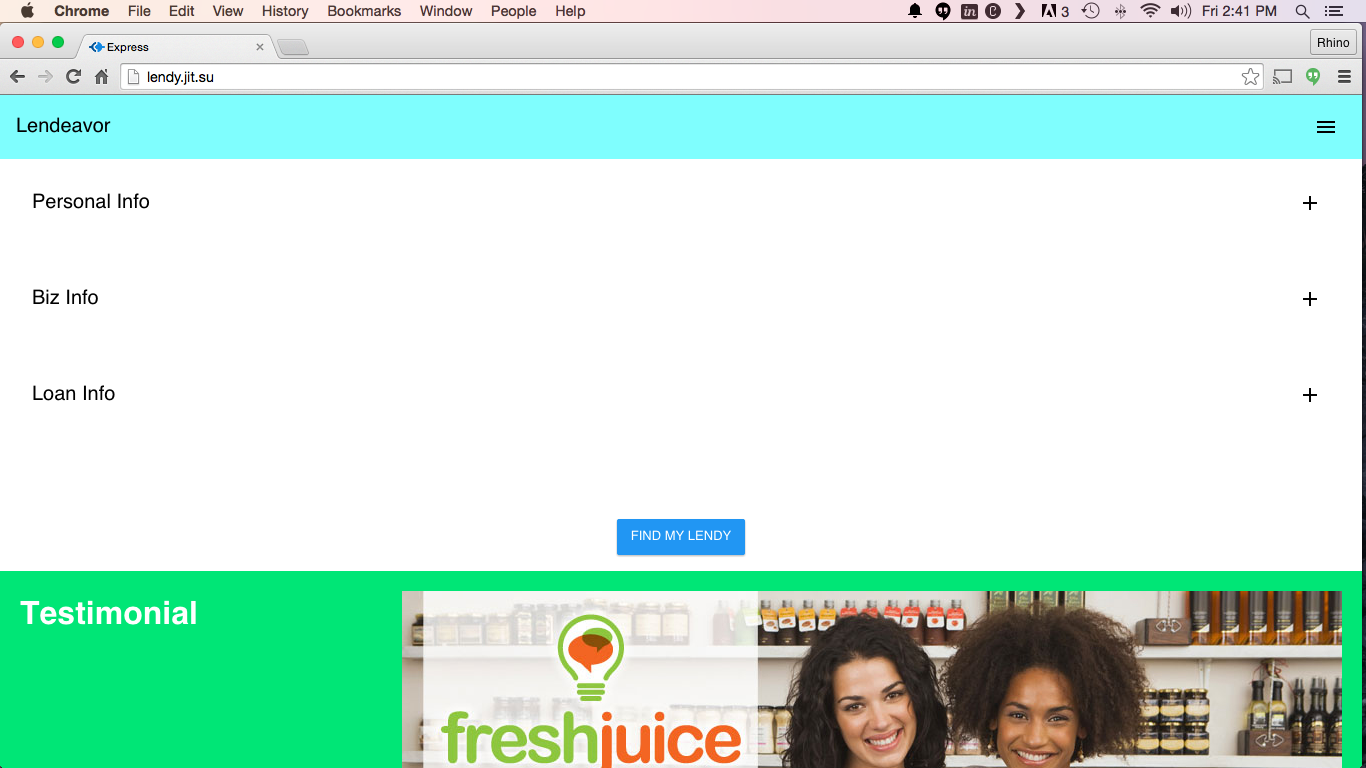 Chrome File Edit View History Bookmarks Window People Help 3 Fri 2:41 PM
Express
Rhino
lendy.jit.su
Lendeavor
Personal Info
Biz Info
Loan Info
FIND MY LENDY
Testimonial
freshjuice